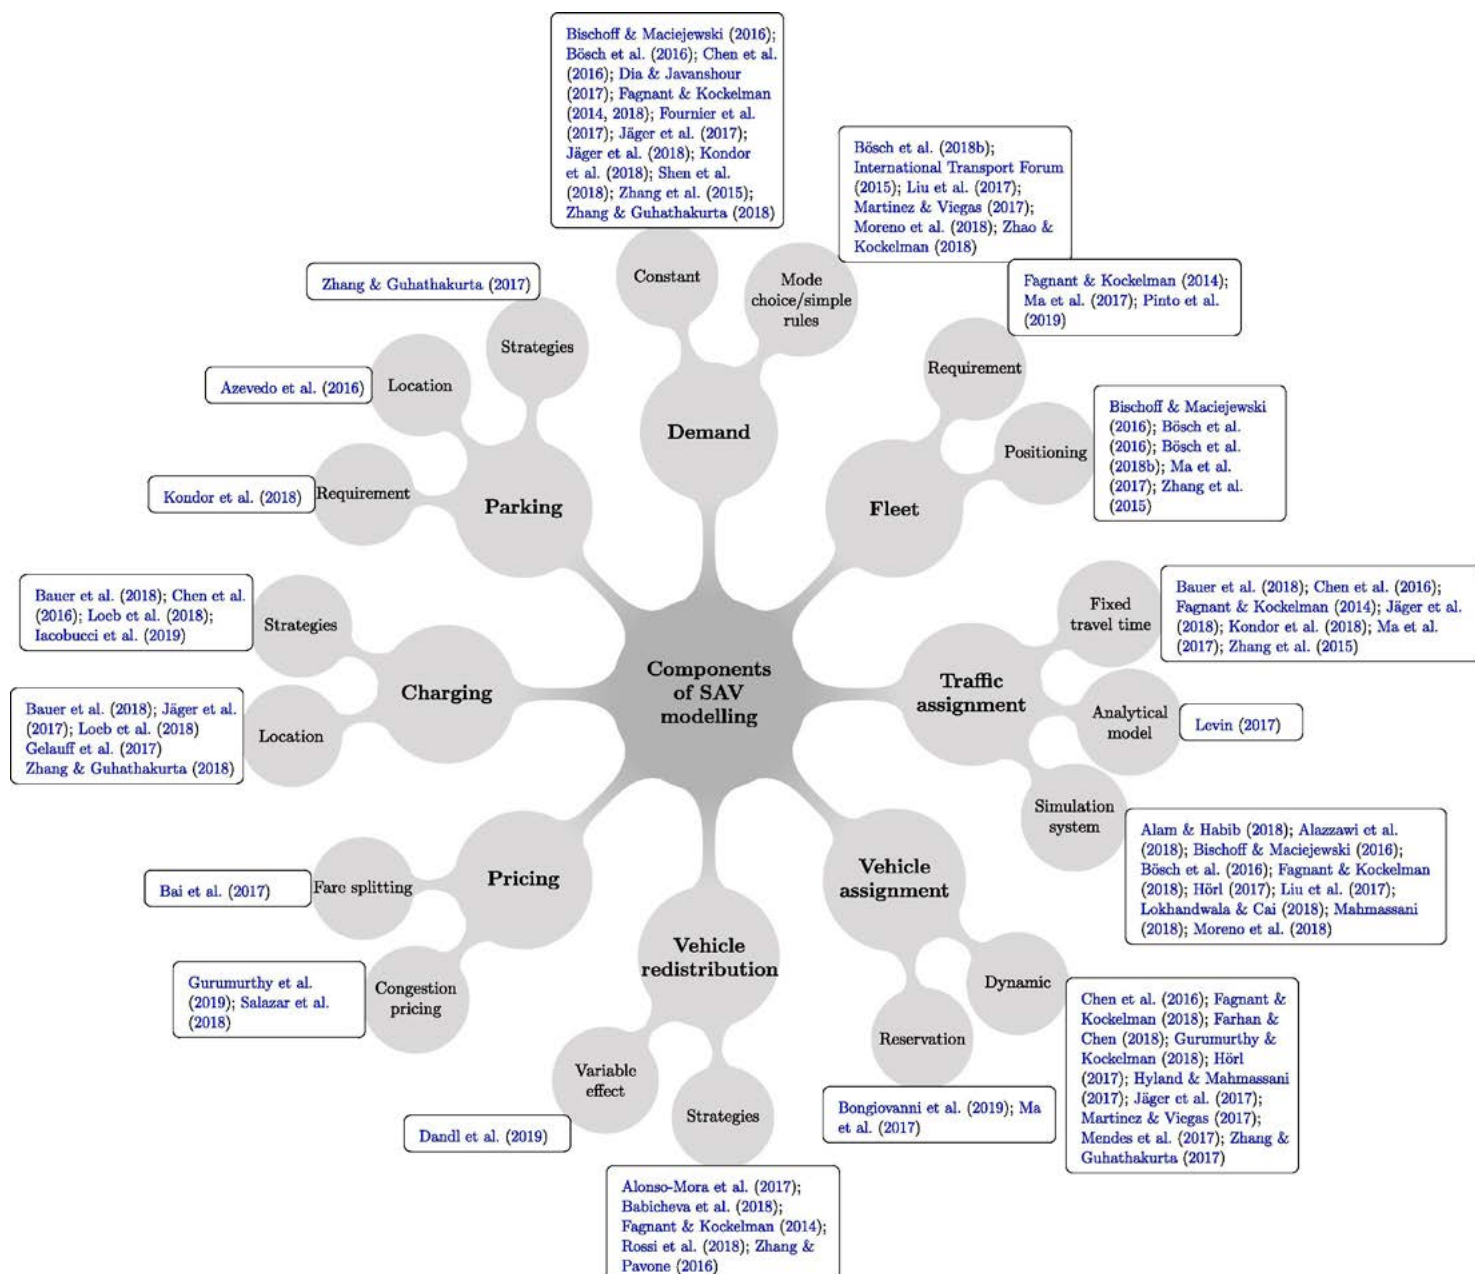 Bischoff & Maciejewski (2016);
Bösch et al. (2016); Chen et al.
(2016); Dia & Javanshour
(2017); Fagnant & Kockelman
(2014, 2018); Fournier et al.
(2017); Jäger et al. (2017);
Jäger et al. (2018); Kondor
et al. (2018); Shen et al.
(2018); Zhang et al. (2015);
Zhang & Guhathakurta (2018)
Bösch et al. (2018b);
International Transport Forum
(2015); Liu et al. (2017);
Martinez & Viegas (2017);
Moreno et al. (2018); Zhao &
Kockelman (2018)
Constant
Mode
choice/simple
rules
Demand
Fagnant & Kockelman (2014);
Ma et al. (2017); Pinto et al.
(2019)
Requirement
Positioning
Bischoff & Maciejewski
(2016); Bösch et al.
(2016); Bösch et al.
(2018b); Ma et al.
(2017); Zhang et al.
(2015)
Fleet
Zhang & Guhathakurta (2017)
Strategies
Azevedo et al. (2016)
Location
Kondor et al. (2018)
Requirement
Parking
Bauer et al. (2018); Chen et al.
(2016); Loeb et al. (2018);
Iacobucci et al. (2019)
Strategies
Charging
Bauer et al. (2018); Jäger et al.
(2017); Loeb et al. (2018)
Gelauff et al. (2017)
Zhang & Guhathakurta (2018)
Location
Components
of SAV
modelling
Traffic
assignment
Fixed
travel time
Bauer et al. (2018); Chen et al. (2016);
Fagnant & Kockelman (2014); Jäger et al.
(2018); Kondor et al. (2018); Ma et al.
(2017); Zhang et al. (2015)
Analytical
model
Levin (2017)
Simulation
system
Alam & Habib (2018); Alazzawi et al.
(2018); Bischoff & Maciejewski (2016);
Bösch et al. (2016); Fagnant & Kockelman
(2018); Hörl (2017); Liu et al. (2017);
Lokhandwala & Cai (2018); Mahmassani
(2018); Moreno et al. (2018)
Bai et al. (2017)
Fare splitting
Pricing
Gurumurthy et al.
(2019); Salazar et al.
(2018)
Congestion
pricing
Vehicle
redistribution
Variable
effect
Dandl et al. (2019)
Strategies
Alonso-Mora et al. (2017);
Babicheva et al. (2018);
Fagnant & Kockelman (2014);
Rossi et al. (2018); Zhang &
Pavone (2016)
Vehicle
assignment
Reservation
Bongiovanni et al. (2019); Ma
et al. (2017)
Dynamic
Chen et al. (2016); Fagnant &
Kockelman (2018); Farhan &
Chen (2018); Gurumurthy &
Kockelman (2018); Hörl
(2017); Hyland & Mahmassani
(2017); Jäger et al. (2017);
Martinez & Viegas (2017);
Mendes et al. (2017); Zhang &
Guhathakurta (2017)